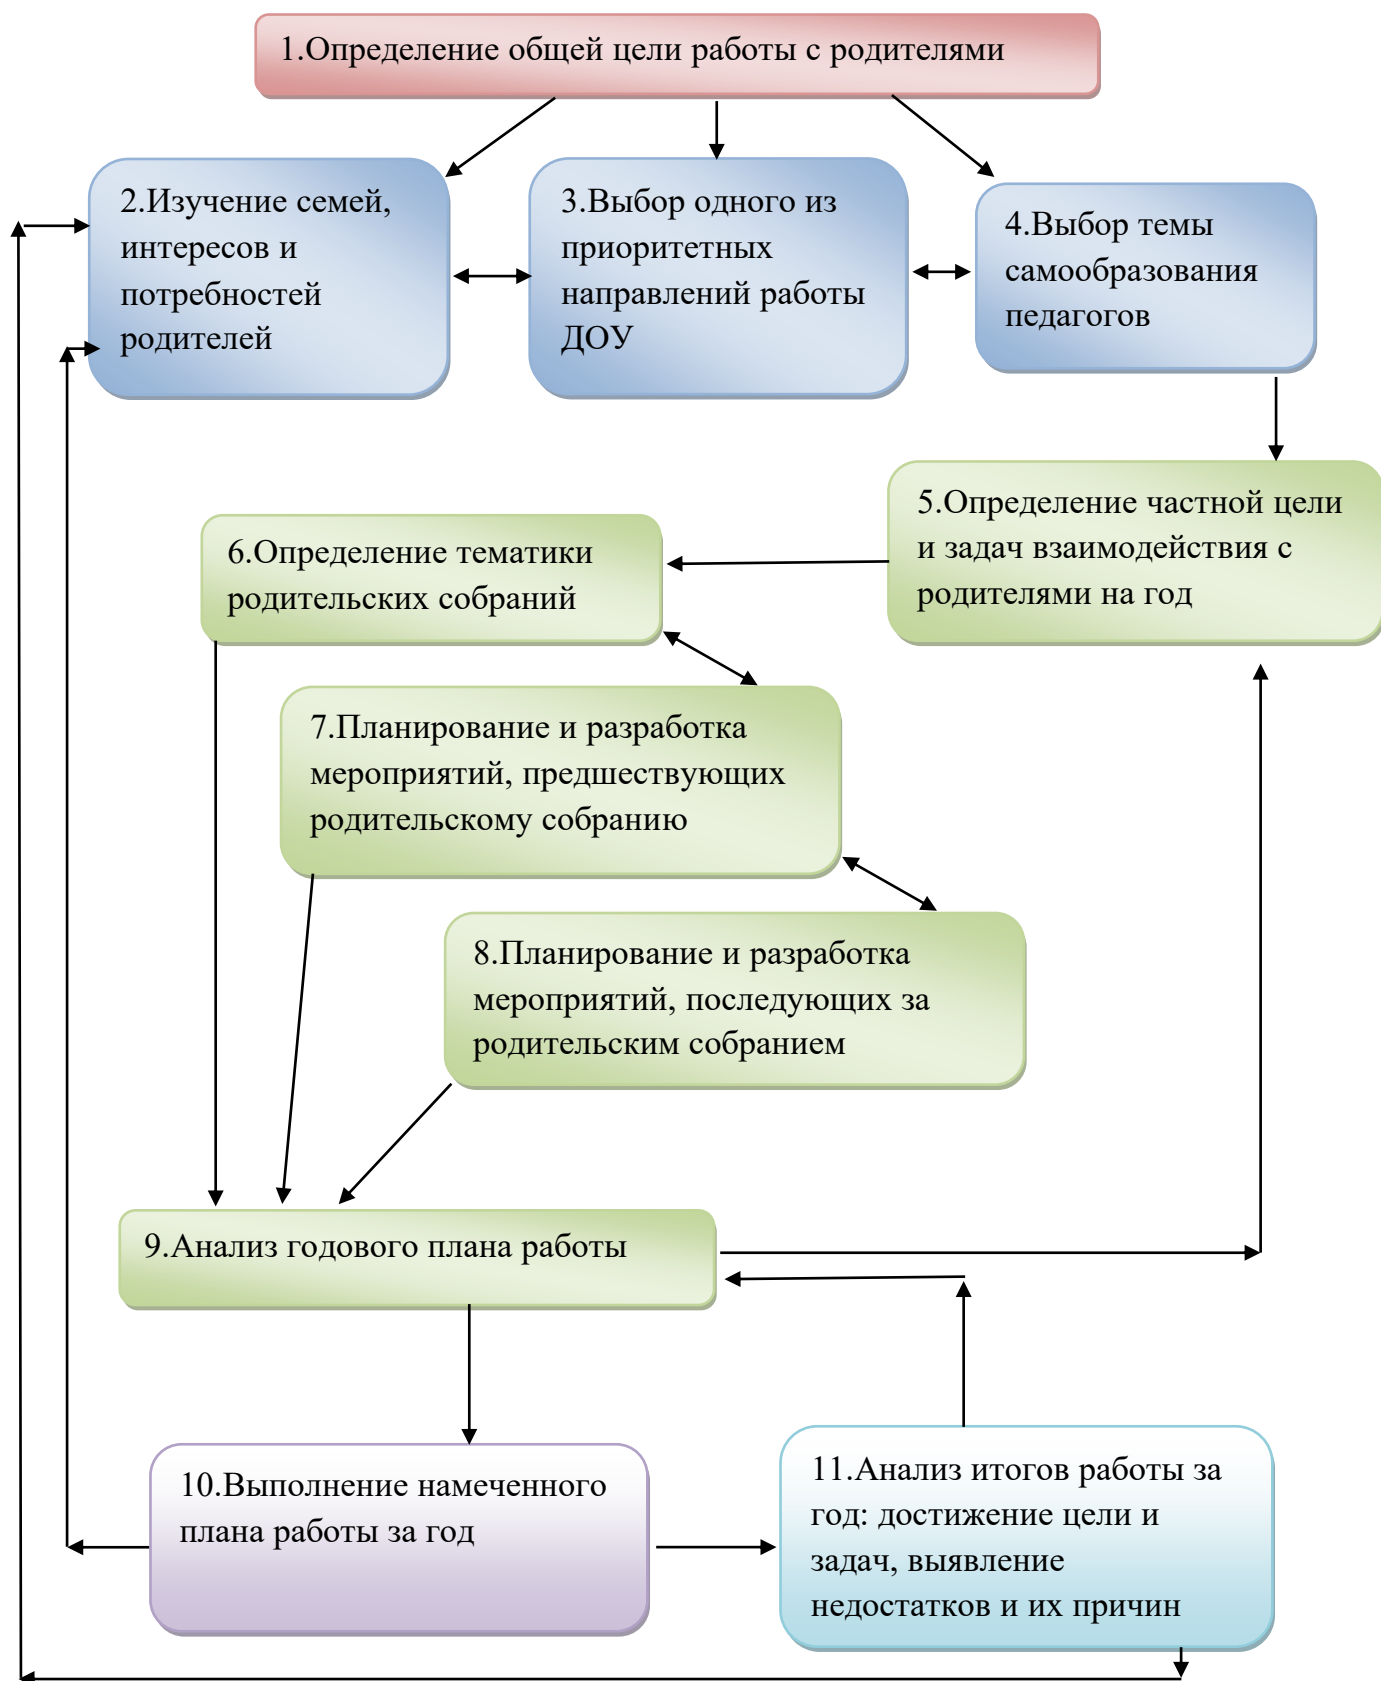 1.Определение общей цели работы с родителями
2.Изучение семей,
интересов и
потребностей
родителей
3.Выбор одного из
приоритетных
направлений работы
ДОУ
4.Выбор темы
самообразования
педагогов
5.Определение частной цели
и задач взаимодействия с
родителями на год
6.Определение тематики
родительских собраний
7.Планирование и разработка
мероприятий, предшествующих
родительскому собранию
8.Планирование и разработка
мероприятий, последующих за
родительским собранием
9.Анализ годового плана работы
10.Выполнение намеченного
плана работы за год
11.Анализ итогов работы за
год: достижение цели и
задач, выявление
недостатков и их причин